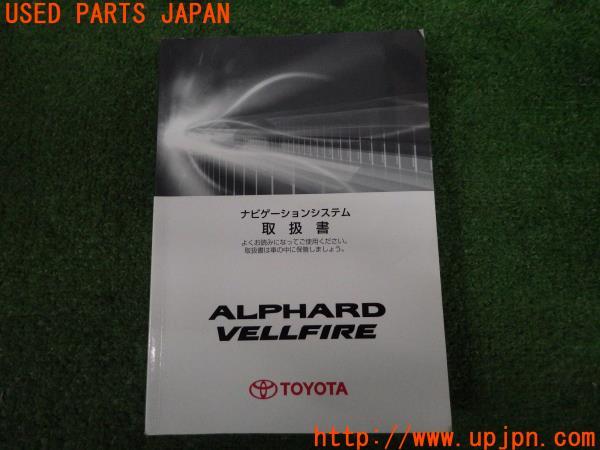 USED PARTS JAPAN
ナビゲーションシステム
取扱書
よくお読みになってご使用ください。
取扱書は車の中に保管しましょう。
ALPHARD
VELLFIRE
TOYOTA
http://www.upjpn.com